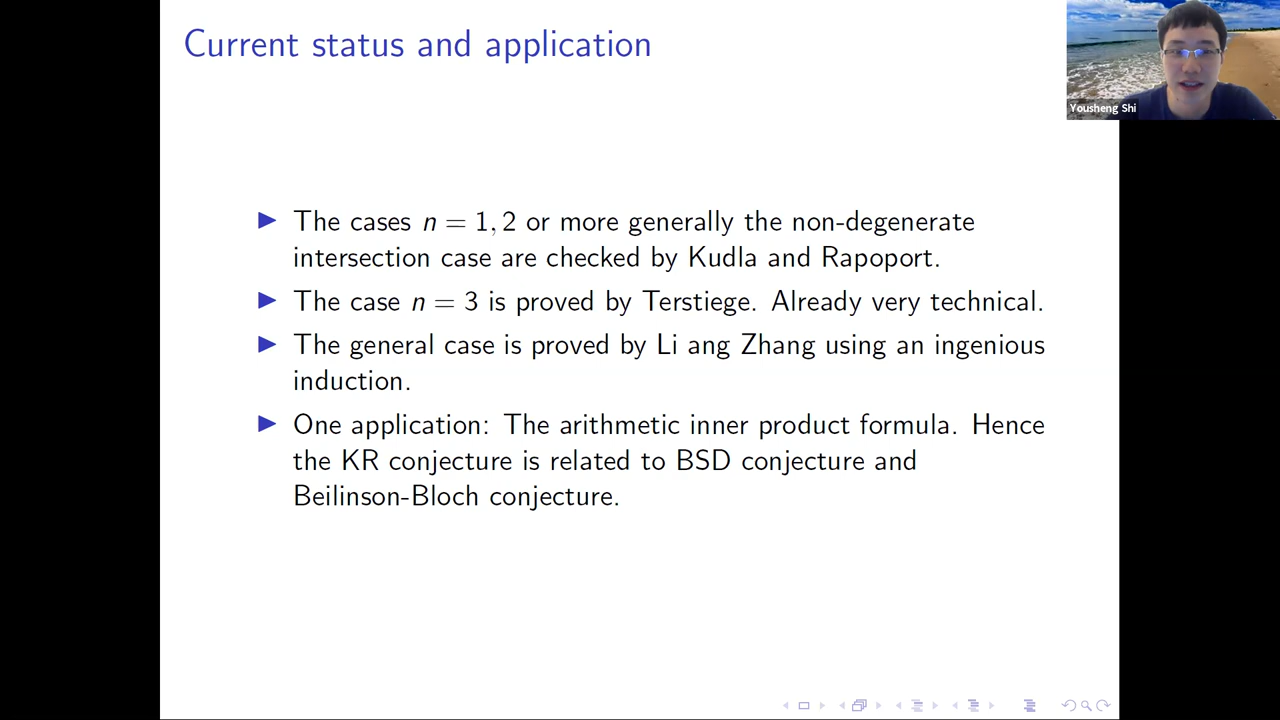 Current status and application
Yousheng Shi
▶ The cases n = 1, 2 or more generally the non-degenerate
intersection case are checked by Kudla and Rapoport.
▶ The case n = 3 is proved by Terstiege. Already very technical.
▶ The general case is proved by Li ang Zhang using an ingenious
induction.
▶ One application: The arithmetic inner product formula. Hence
the KR conjecture is related to BSD conjecture and
Beilinson-Bloch conjecture.